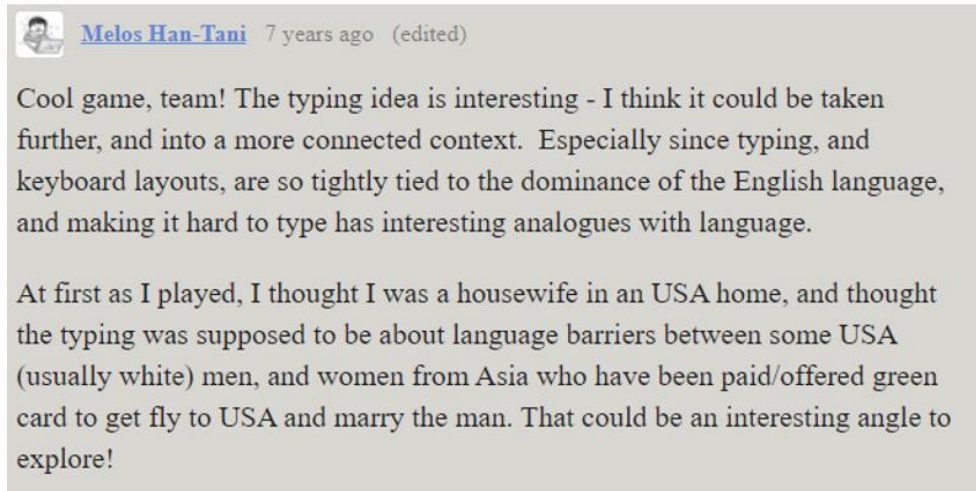 Melos Han-Tani 7 years ago (edited)
Cool game, team! The typing idea is interesting - I think it could be taken
further, and into a more connected context.  Especially since typing, and
keyboard layouts, are so tightly tied to the dominance of the English language,
and making it hard to type has interesting analogues with language.
At first as I played, I thought I was a housewife in an USA home, and thought
the typing was supposed to be about language barriers between some USA
(usually white) men, and women from Asia who have been paid/offered green
card to get fly to USA and marry the man. That could be an interesting angle to
explore!